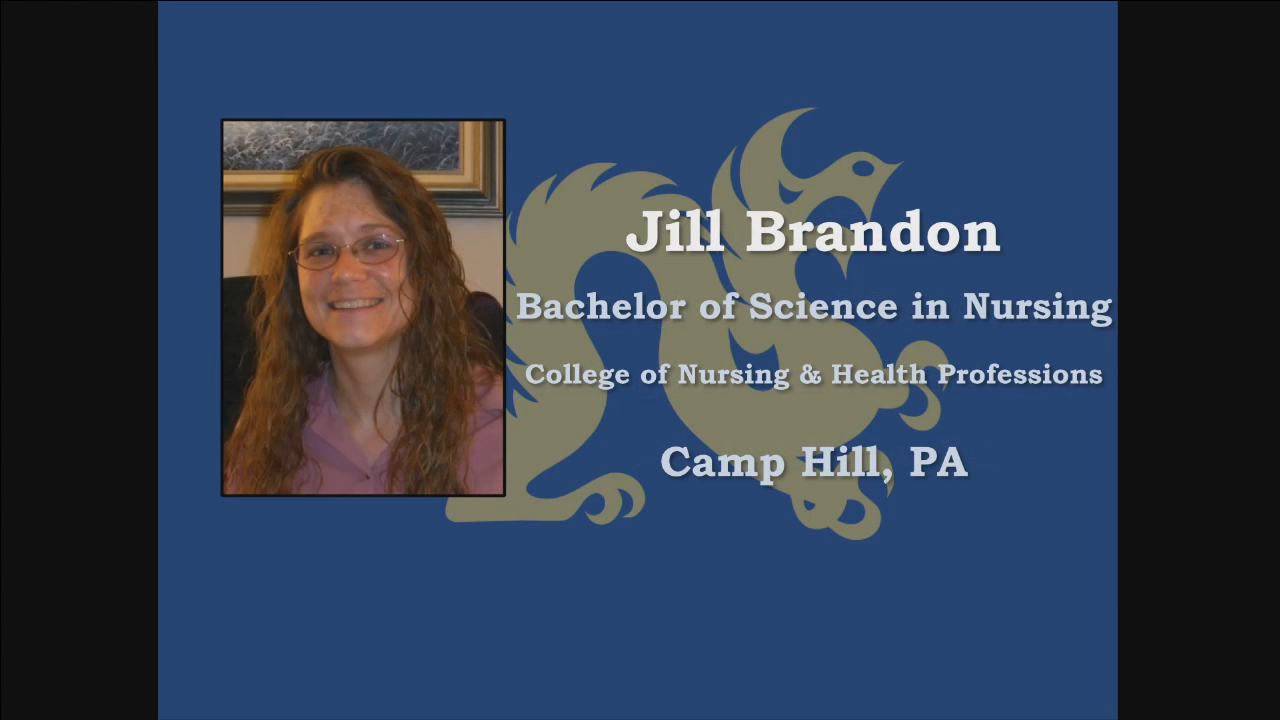 Jill Brandon
Bachelor of Science in Nursing
College of Nursing & Health Professions
Camp Hill, PA